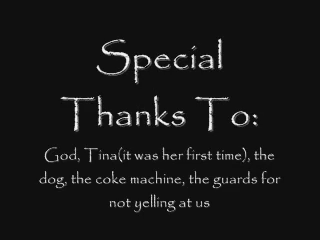 Special
Thanks To:
God, Tina(it was her first time), the
dog, the coke machine, the guards for
not yelling at us